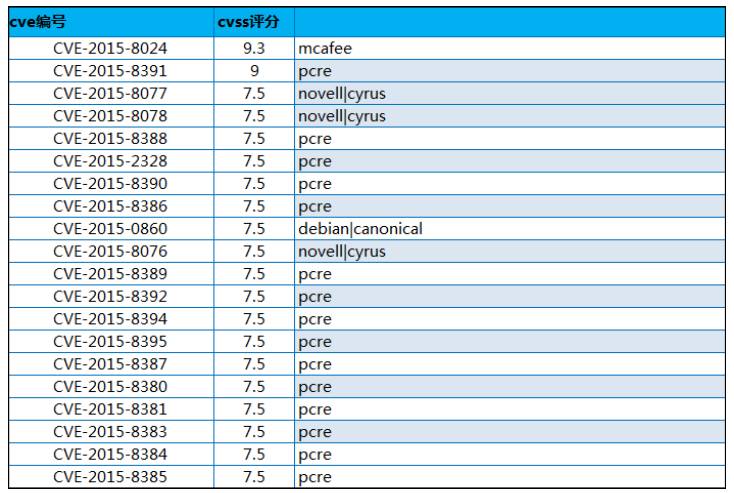 cve编号 cvss评分
CVE-2015-8024 9.3 mcafee
CVE-2015-8391 9 pcre
CVE-2015-8077 7.5 novell|cyrus
CVE-2015-8078 7.5 novell|cyrus
CVE-2015-8388 7.5 pcre
CVE-2015-2328 7.5 pcre
CVE-2015-8390 7.5 pcre
CVE-2015-8386 7.5 pcre
CVE-2015-0860 7.5 debian|canonical
CVE-2015-8076 7.5 novell|cyrus
CVE-2015-8389 7.5 pcre
CVE-2015-8392 7.5 pcre
CVE-2015-8394 7.5 pcre
CVE-2015-8395 7.5 pcre
CVE-2015-8387 7.5 pcre
CVE-2015-8380 7.5 pcre
CVE-2015-8381 7.5 pcre
CVE-2015-8383 7.5 pcre
CVE-2015-8384 7.5 pcre
CVE-2015-8385 7.5 pcre